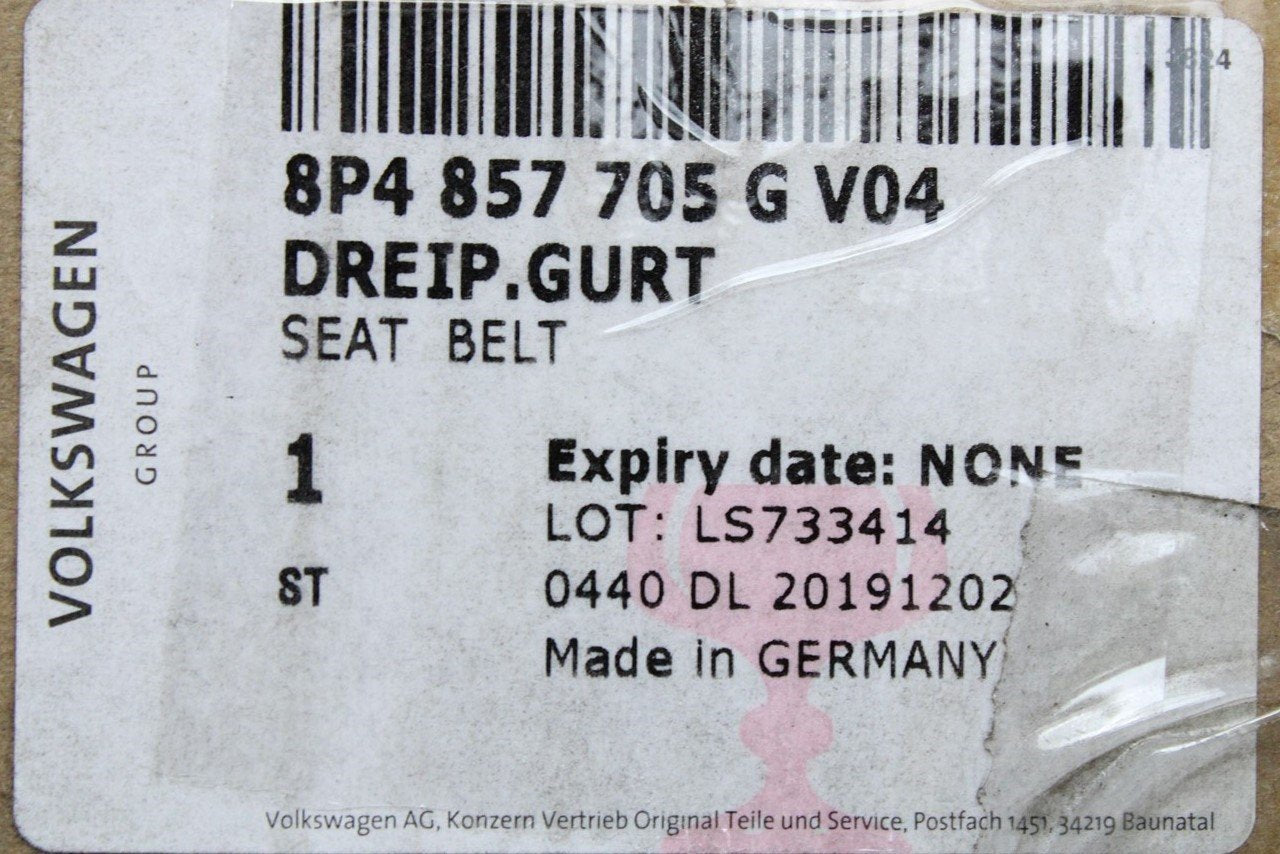 8P4 857 705 G V04
DREIP.GURT
SEAT BELT
1
Expiry date: NONE
LOT: LS733414
ST
0440 DL 20191202
Made in GERMANY
VOLKSWAGEN
GROUP
Volkswagen AG, Konzern Vertrieb Original Teile und Service, Postfach 1451, 34219 Baunatal